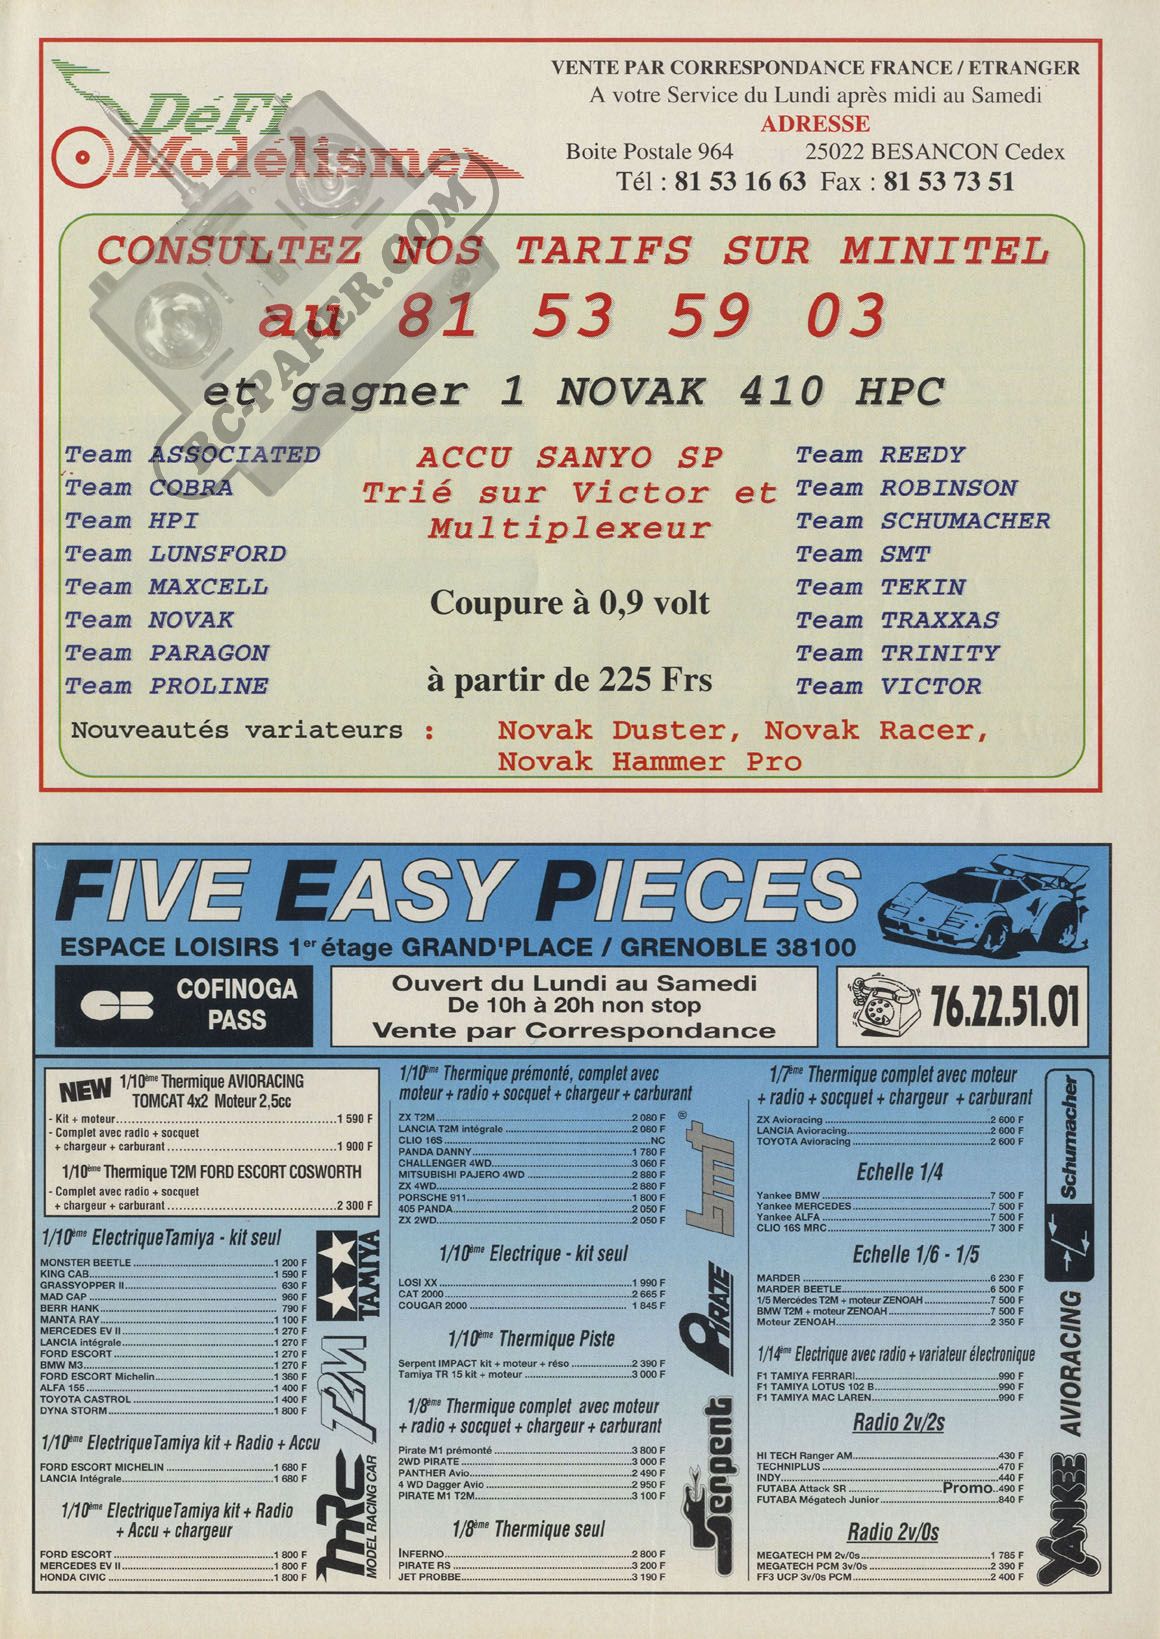 DéFi
Modélisme
VENTE PAR CORRESPONDANCE FRANCE / ETRANGER
A votre Service du Lundi après midi au Samedi
ADRESSE
Boite Postale 964 25022 BESANCON Cedex
Tél : 81 53 16 63 Fax : 81 53 73 51
RC-PAPER.COM
CONSULTEZ NOS TARIFS SUR MINITEL
au 81 53 59 03
et gagner 1 NOVAK 410 HPC
Team ASSOCIATED
Team COBRA
Team HPI
Team LUNSFORD
Team MAXCELL
Team NOVAK
Team PARAGON
Team PROLINE
ACCU SANYO SP
Trié sur Victor et
Multiplexeur
Coupure à 0,9 volt
à partir de 225 Frs
Team REEDY
Team ROBINSON
Team SCHUMACHER
Team SMT
Team TEKIN
Team TRAXXAS
Team TRINITY
Team VICTOR
Nouveautés variateurs : Novak Duster, Novak Racer,
Novak Hammer Pro
FIVE EASY PIECES
ESPACE LOISIRS 1er étage GRAND'PLACE / GRENOBLE 38100
COFINOGA
PASS
Ouvert du Lundi au Samedi
De 10h à 20h non stop
Vente par Correspondance
76.22.51.01
NEW 1/10ème Thermique AVIORACING
TOMCAT 4x2 Moteur 2,5cc
- Kit + moteur 1 590 F
- Complet avec radio + socquet
+ chargeur + carburant 1 900 F
1/10ème Thermique T2M FORD ESCORT COSWORTH
- Complet avec radio + socquet
+ chargeur + carburant 2 300 F
1/10ème Electrique Tamiya - kit seul
MONSTER BEETLE 1 200 F
KING CAB 1 590 F
GRASSYOPPER II 630 F
MAD CAP 960 F
BERR HANK 790 F
MANTA RAY 1 100 F
MERCEDES EV II 1 270 F
LANCIA intégrale 1 270 F
FORD ESCORT 1 270 F
BMW M3 1 270 F
FORD ESCORT Michelin 1 360 F
ALFA 155 1 400 F
TOYOTA CASTROL 1 400 F
DYNA STORM 1 800 F
1/10ème Electrique Tamiya kit + Radio + Accu
FORD ESCORT MICHELIN 1 680 F
LANCIA Intégrale 1 680 F
1/10ème Electrique Tamiya kit + Radio
+ Accu + chargeur
FORD ESCORT 1 800 F
MERCEDES EV II 1 800 F
HONDA CIVIC 1 800 F
TAMIYA
T2M
MRC
MODEL RACING CAR
1/10ème Thermique prémonté, complet avec
moteur + radio + socquet + chargeur + carburant
ZX T2M 2 080 F
LANCIA T2M intégrale 2 080 F
CLIO 16S NC
PANDA DANNY 1 780 F
CHALLENGER 4WD 3 060 F
MITSUBISHI PAJERO 4WD 2 880 F
ZX 4WD 2 880 F
PORSCHE 911 1 800 F
405 PANDA 2 050 F
ZX 2WD 2 050 F
1/10ème Electrique - kit seul
LOSI XX 1 990 F
CAT 2000 2 665 F
COUGAR 2000 1 845 F
1/10ème Thermique Piste
Serpent IMPACT kit + moteur + réso 2 390 F
Tamiya TR 15 kit + moteur 3 000 F
1/8ème Thermique complet avec moteur
+ radio + socquet + chargeur + carburant
Pirate M1 prémonté 3 800 F
2WD PIRATE 3 000 F
PANTHER Avio 2 490 F
4 WD Dagger Avio 2 950 F
PIRATE M1 T2M 3 100 F
1/8ème Thermique seul
INFERNO 2 800 F
PIRATE RS 3 200 F
JET PROBBE 3 190 F
bmt ®
PIRATE
Serpent
1/7ème Thermique complet avec moteur
+ radio + socquet + chargeur + carburant
ZX Avioracing 2 600 F
LANCIA Avioracing 2 600 F
TOYOTA Avioracing 2 600 F
Echelle 1/4
Yankee BMW 7 500 F
Yankee MERCEDES 7 500 F
Yankee ALFA 7 500 F
CLIO 16S MRC 7 300 F
Echelle 1/6 - 1/5
MARDER 6 230 F
MARDER BEETLE 6 500 F
1/5 Mercédes T2M + moteur ZENOAH 7 500 F
BMW T2M + moteur ZENOAH 7 500 F
Moteur ZENOAH 2 350 F
1/14ème Electrique avec radio + variateur électronique
F1 TAMIYA FERRARI 990 F
F1 TAMIYA LOTUS 102 B 990 F
F1 TAMIYA MAC LAREN 990 F
Radio 2v/2s
HI TECH Ranger AM 430 F
TECHNIPLUS 470 F
INDY 440 F
FUTABA Attack SR Promo 490 F
FUTABA Mégatech Junior 840 F
Radio 2v/0s
MEGATECH PM 2v/0s 1 785 F
MEGATECH PCM 3v/0s 2 390 F
FF3 UCP 3v/0s PCM 2 400 F
Schumacher
AVIORACING
YANKEE